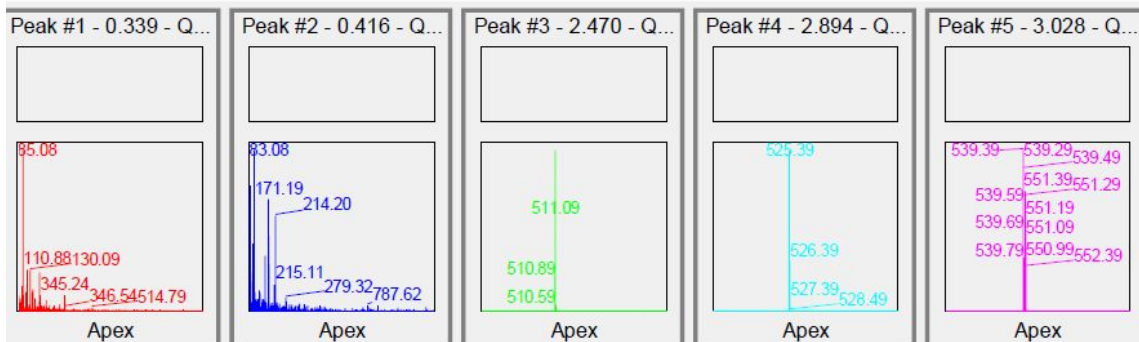 Peak #1 - 0.339 - Q...
85.08
110.88 130.09
345.24
346.54 514.79
Apex
Peak #2 - 0.416 - Q...
83.08
171.19
214.20
215.11
279.32
787.62
Apex
Peak #3 - 2.470 - Q...
511.09
510.89
510.59
Apex
Peak #4 - 2.894 - Q...
525.39
526.39
527.39
528.49
Apex
Peak #5 - 3.028 - Q...
539.39 539.29
539.49
551.39
539.59 551.29
551.19
539.69 551.09
539.79 550.99
552.39
Apex